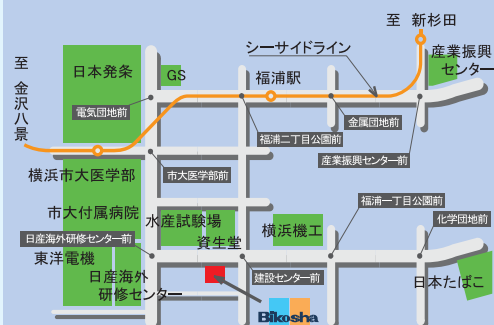 至 新杉田
シーサイドライン
産業振興
センター
至 金沢八景
日本発条
GS
福浦駅
電気団地前
金属団地前
福浦二丁目公園前
産業振興センター前
横浜市大医学部
市大医学部前
福浦一丁目公園前
市大付属病院
水産試験場
化学団地前
横浜機工
日産海外研修センター前
資生堂
東洋電機
日産海外
研修センター
建設センター前
日本たばこ
Bikosha